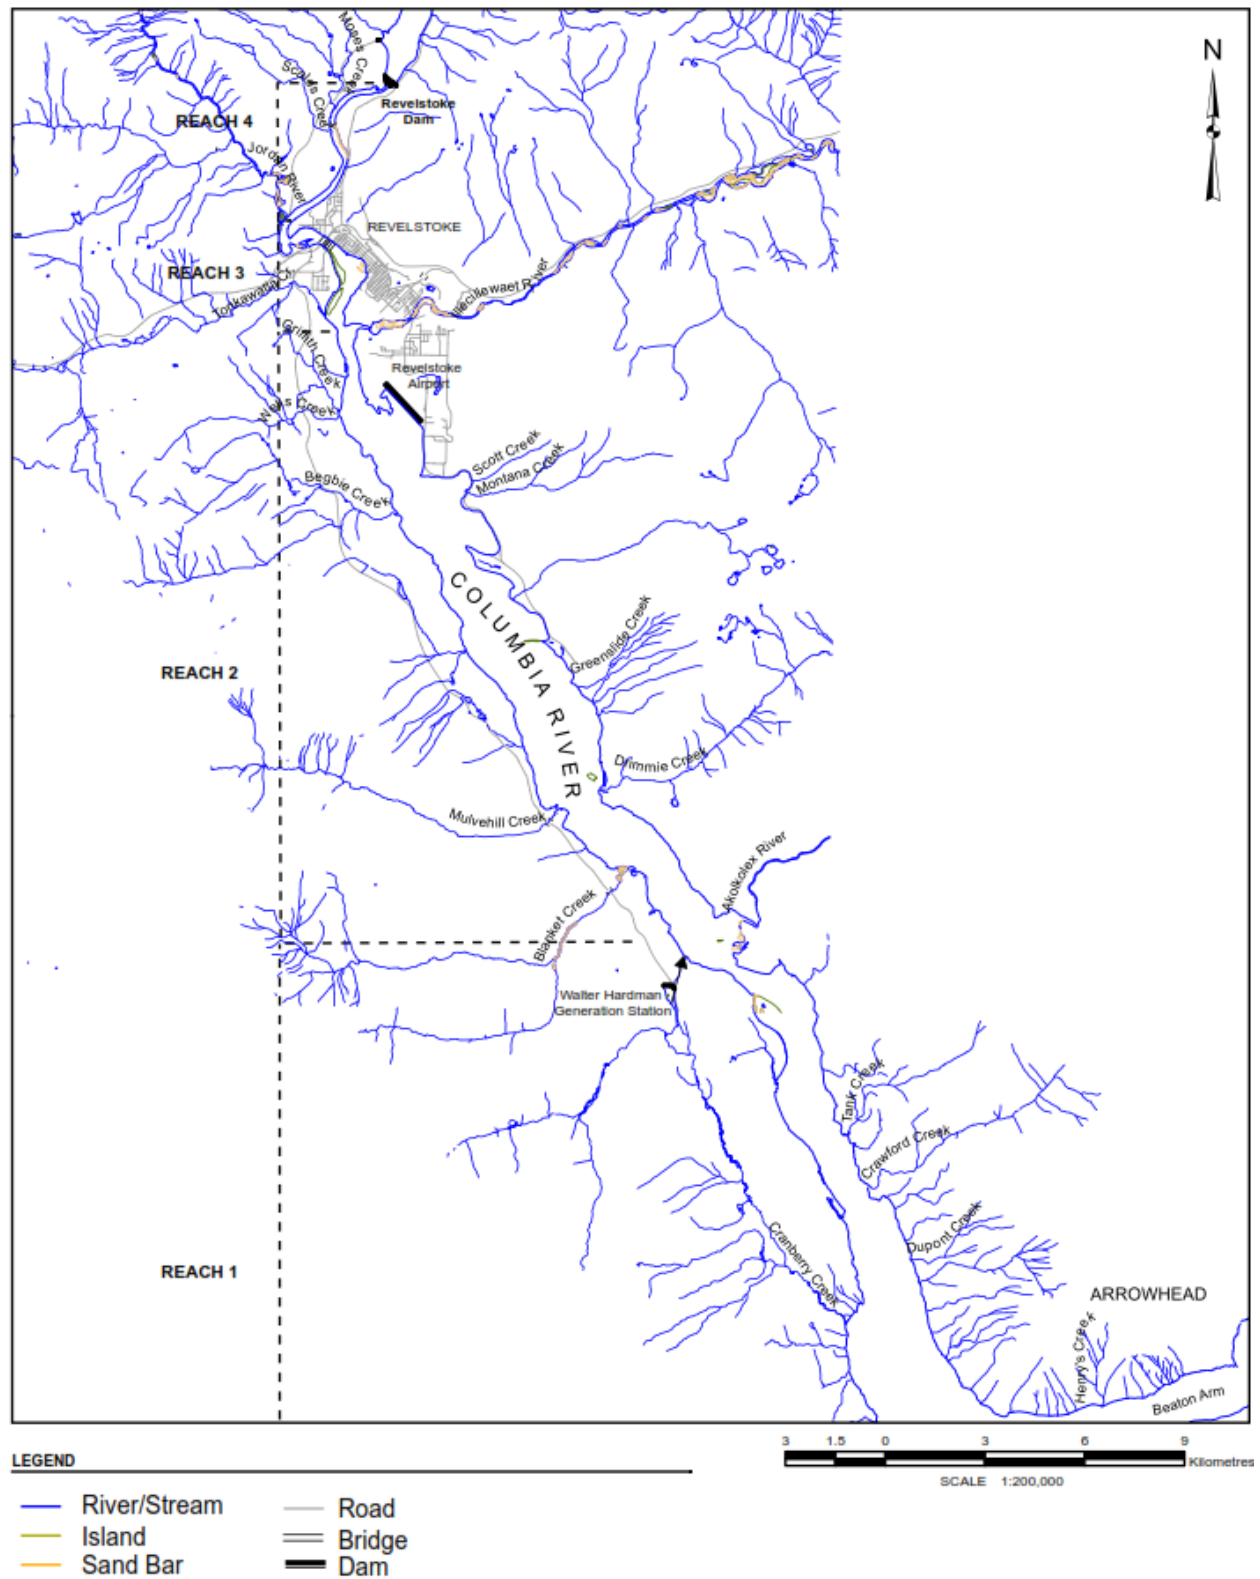 Moses Creek
N
Scales Creek
Revelstoke
Dam
REACH 4
Jordan River
REVELSTOKE
REACH 3
Tonkawatla Cr
Illecillewaet River
Griffith Creek
Revelstoke
Airport
Wells Creek
Scott Creek
Montana Creek
Begbie Creek
COLUMBIA RIVER
Greenslide Creek
REACH 2
Drimmie Creek
Mulvehill Creek
Akolkolex River
Blanket Creek
Walter Hardman
Generation Station
Tank Creek
Crawford Creek
Dupont Creek
Cranberry Creek
REACH 1
ARROWHEAD
Henry's Creek
Beaton Arm
3 1.5 0 3 6 9
Kilometres
SCALE 1:200,000
LEGEND
River/Stream
Road
Island
Bridge
Sand Bar
Dam